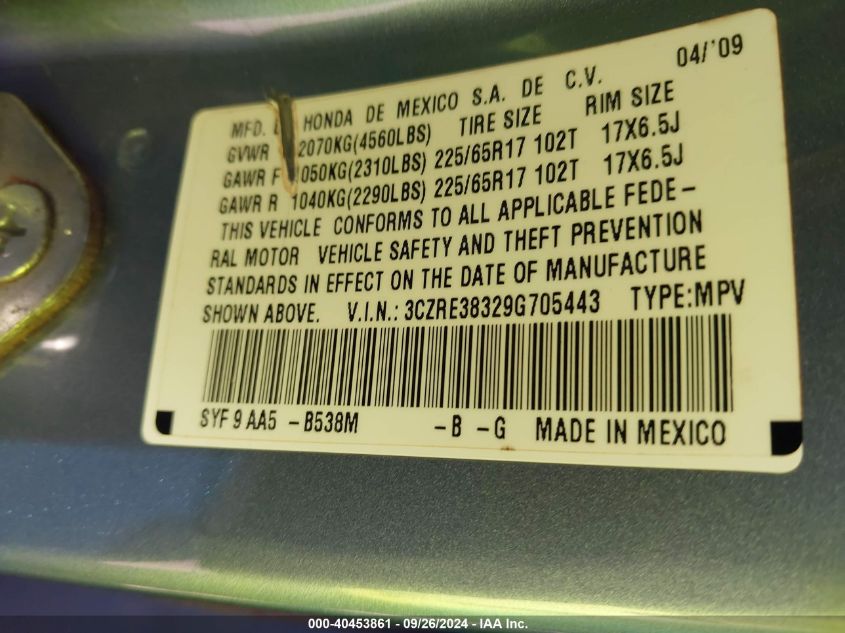 04/'09
MFD. HONDA DE MEXICO S.A. DE C.V.
GVWR 2070KG(4560LBS) TIRE SIZE RIM SIZE
GAWR F 1050KG(2310LBS) 225/65R17 102T 17X6.5J
GAWR R 1040KG(2290LBS) 225/65R17 102T 17X6.5J
THIS VEHICLE CONFORMS TO ALL APPLICABLE FEDE-
RAL MOTOR VEHICLE SAFETY AND THEFT PREVENTION
STANDARDS IN EFFECT ON THE DATE OF MANUFACTURE
SHOWN ABOVE. V.I.N.: 3CZRE38329G705443 TYPE:MPV
SYF 9 AA5 -B538M -B -G MADE IN MEXICO
000-40453861 - 09/26/2024 - IAA Inc.